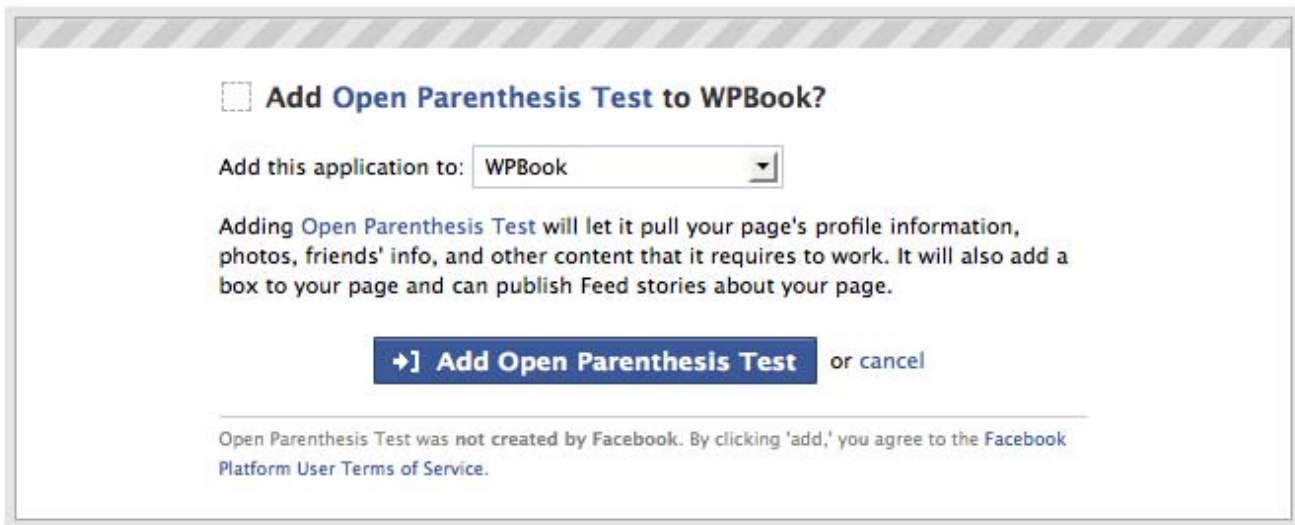 Add Open Parenthesis Test to WPBook?
Add this application to: WPBook
Adding Open Parenthesis Test will let it pull your page's profile information,
photos, friends' info, and other content that it requires to work. It will also add a
box to your page and can publish Feed stories about your page.
Add Open Parenthesis Test or cancel
Open Parenthesis Test was not created by Facebook. By clicking 'add,' you agree to the Facebook
Platform User Terms of Service.